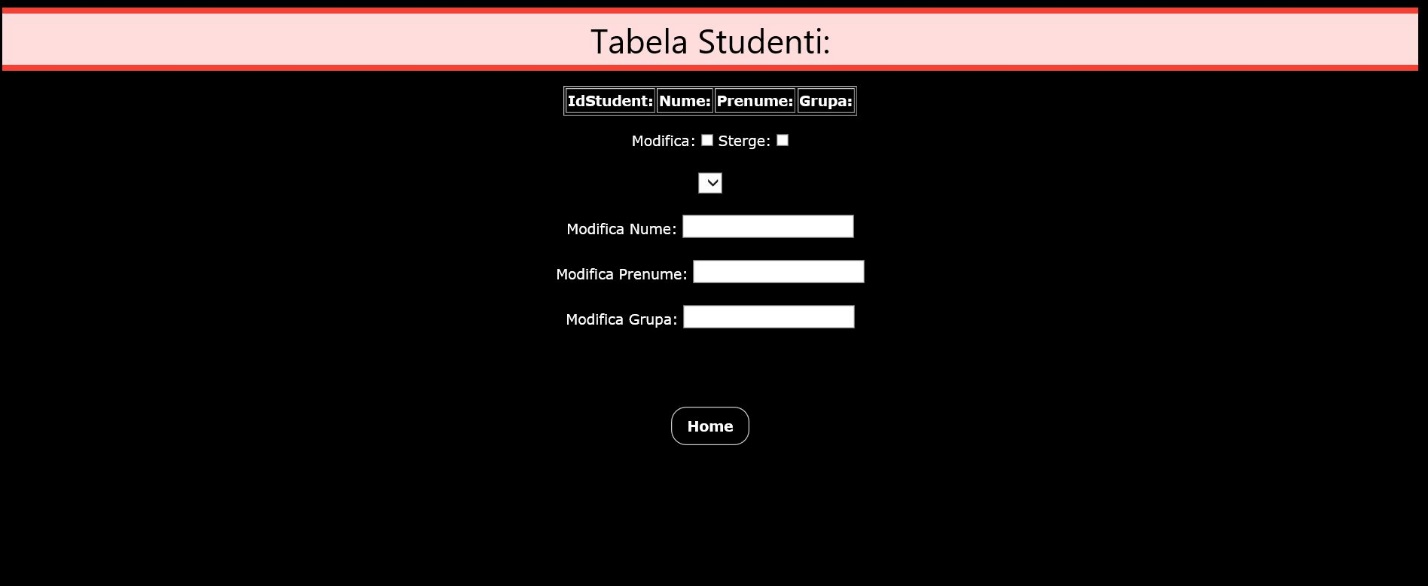 Tabela Studenti:
IdStudent: Nume: Prenume: Grupa:
Modifica: Sterge:
Modifica Nume:
Modifica Prenume:
Modifica Grupa:
Home